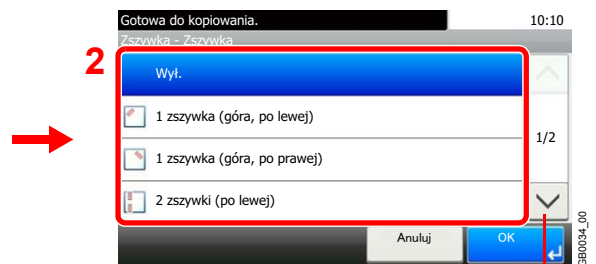 Gotowa do kopiowania.
10:10
Zszywka - Zszywka
2
Wył.
1 zszywka (góra, po lewej)
1/2
1 zszywka (góra, po prawej)
2 zszywki (po lewej)
Anuluj
OK
GB0034_00